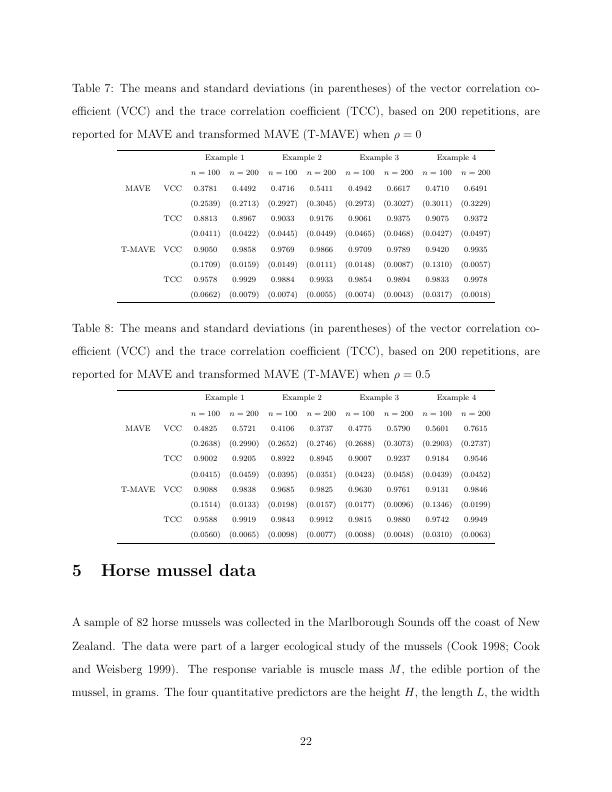 Table 7: The means and standard deviations (in parentheses) of the vector correlation co-
efficient (VCC) and the trace correlation coefficient (TCC), based on 200 repetitions, are
reported for MAVE and transformed MAVE (T-MAVE) when ρ = 0
Example 1 Example 2 Example 3 Example 4
n = 100 n = 200 n = 100 n = 200 n = 100 n = 200 n = 100 n = 200
MAVE VCC 0.3781 0.4492 0.4716 0.5411 0.4942 0.6617 0.4710 0.6491
(0.2539) (0.2713) (0.2927) (0.3045) (0.2973) (0.3027) (0.3011) (0.3229)
TCC 0.8813 0.8967 0.9033 0.9176 0.9061 0.9375 0.9075 0.9372
(0.0411) (0.0422) (0.0445) (0.0449) (0.0465) (0.0468) (0.0427) (0.0497)
T-MAVE VCC 0.9050 0.9858 0.9769 0.9866 0.9709 0.9789 0.9420 0.9935
(0.1709) (0.0159) (0.0149) (0.0111) (0.0148) (0.0087) (0.1310) (0.0057)
TCC 0.9578 0.9929 0.9884 0.9933 0.9854 0.9894 0.9833 0.9978
(0.0662) (0.0079) (0.0074) (0.0055) (0.0074) (0.0043) (0.0317) (0.0018)
Table 8: The means and standard deviations (in parentheses) of the vector correlation co-
efficient (VCC) and the trace correlation coefficient (TCC), based on 200 repetitions, are
reported for MAVE and transformed MAVE (T-MAVE) when ρ = 0.5
Example 1 Example 2 Example 3 Example 4
n = 100 n = 200 n = 100 n = 200 n = 100 n = 200 n = 100 n = 200
MAVE VCC 0.4825 0.5721 0.4106 0.3737 0.4775 0.5790 0.5601 0.7615
(0.2638) (0.2990) (0.2652) (0.2746) (0.2688) (0.3073) (0.2903) (0.2737)
TCC 0.9002 0.9205 0.8922 0.8945 0.9007 0.9237 0.9184 0.9546
(0.0415) (0.0459) (0.0395) (0.0351) (0.0423) (0.0458) (0.0439) (0.0452)
T-MAVE VCC 0.9088 0.9838 0.9685 0.9825 0.9630 0.9761 0.9131 0.9846
(0.1514) (0.0133) (0.0198) (0.0157) (0.0177) (0.0096) (0.1346) (0.0199)
TCC 0.9588 0.9919 0.9843 0.9912 0.9815 0.9880 0.9742 0.9949
(0.0560) (0.0065) (0.0098) (0.0077) (0.0088) (0.0048) (0.0310) (0.0063)
5 Horse mussel data
A sample of 82 horse mussels was collected in the Marlborough Sounds off the coast of New
Zealand. The data were part of a larger ecological study of the mussels (Cook 1998; Cook
and Weisberg 1999). The response variable is muscle mass M, the edible portion of the
mussel, in grams. The four quantitative predictors are the height H, the length L, the width
22